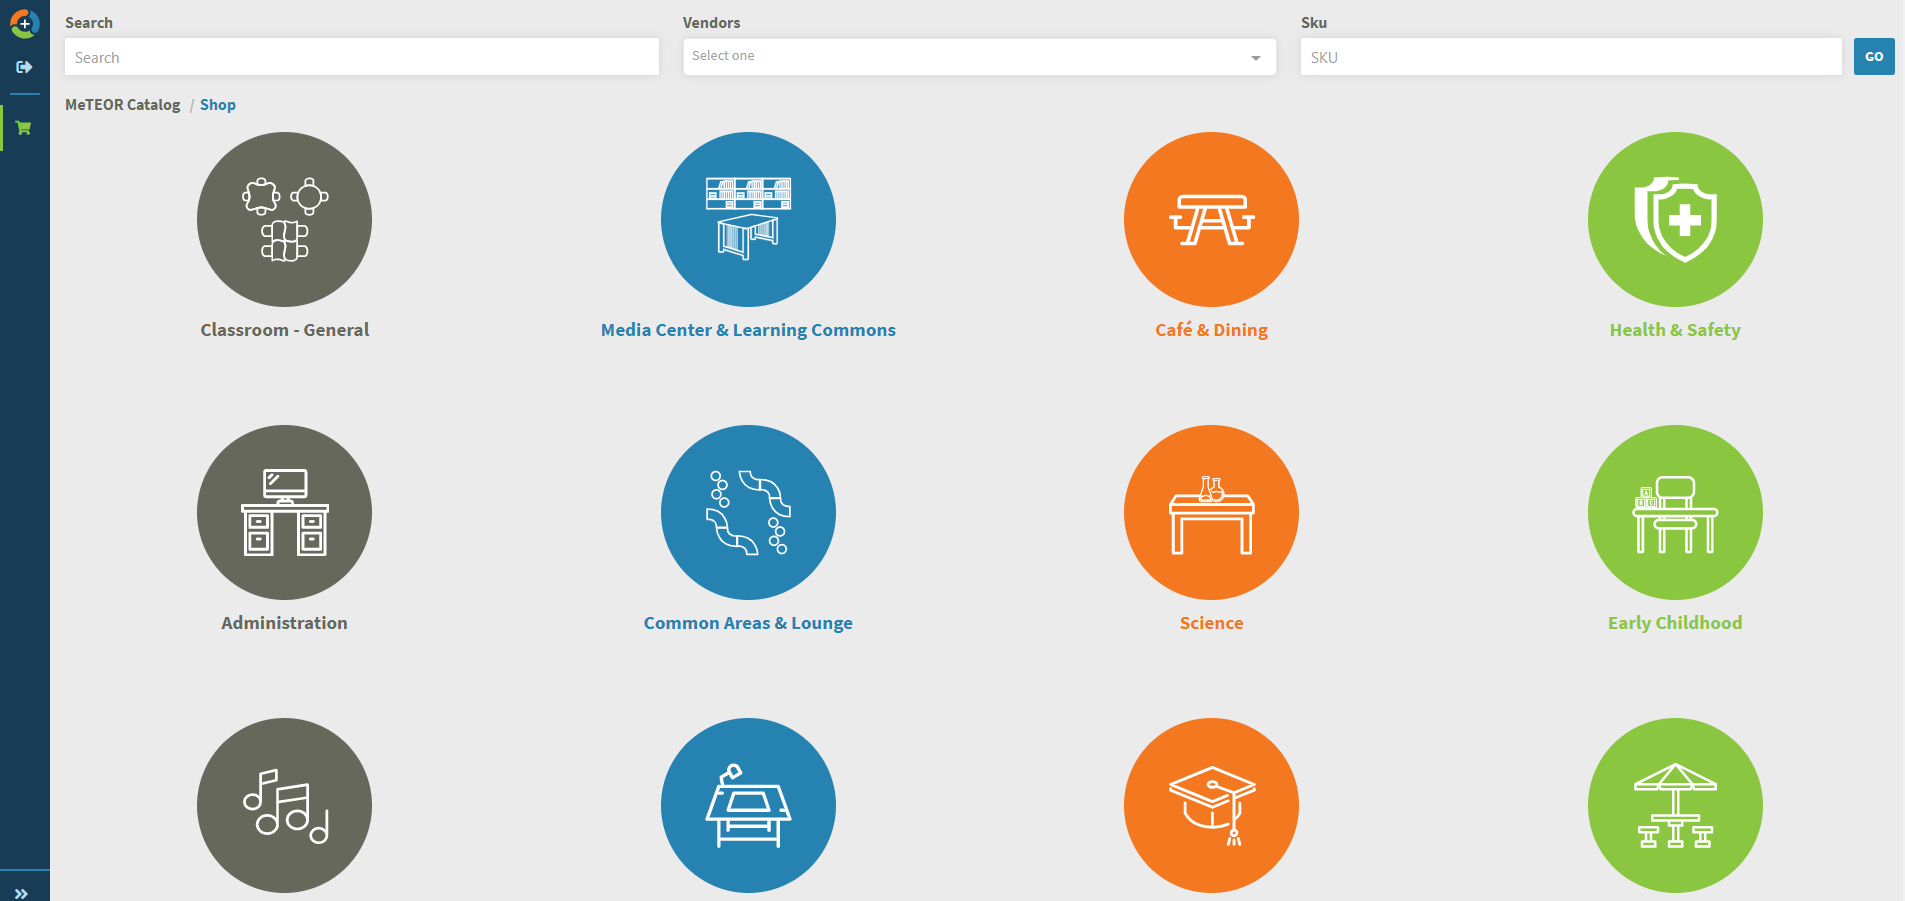 Search
Vendors
Sku
Search
Select one
SKU
GO
MeTEOR Catalog / Shop
Classroom - General
Media Center & Learning Commons
Café & Dining
Health & Safety
Administration
Common Areas & Lounge
Science
Early Childhood